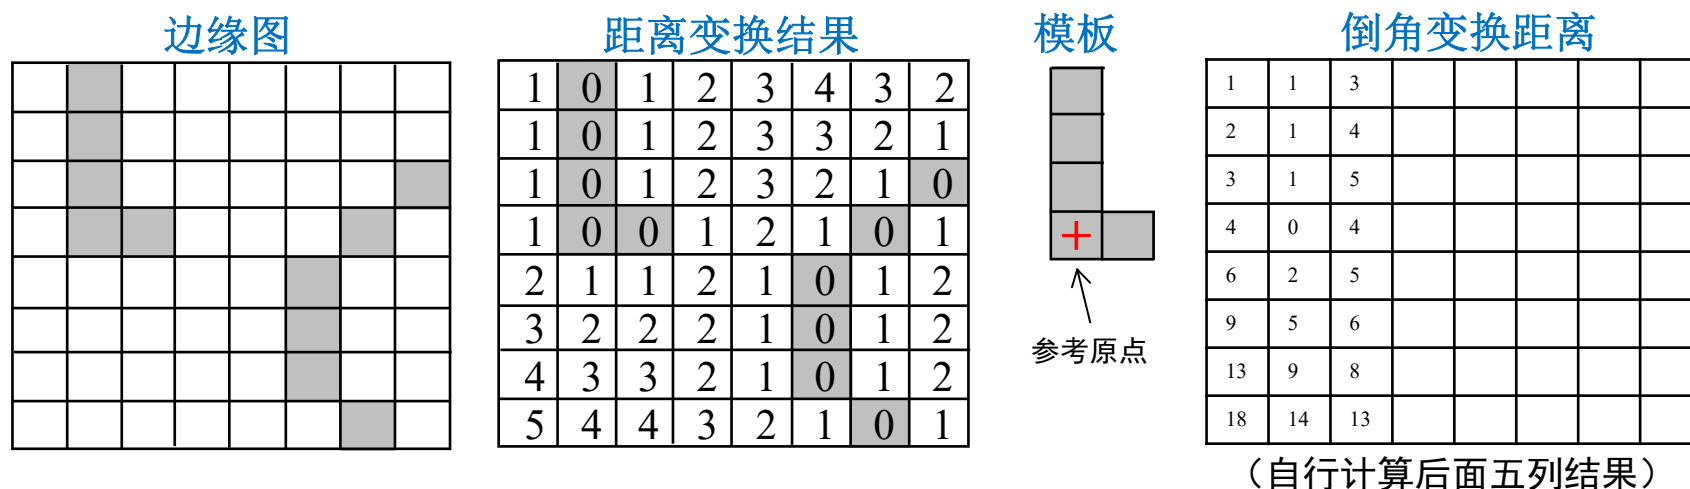 边缘图 距离变换结果 模板 倒角变换距离
1 0 1 2 3 4 3 2
1 0 1 2 3 3 2 1
1 0 1 2 3 2 1 0
1 0 0 1 2 1 0 1
2 1 1 2 1 0 1 2
3 2 2 2 1 0 1 2
4 3 3 2 1 0 1 2
5 4 4 3 2 1 0 1
参考原点
1 1 3
2 1 4
3 1 5
4 0 4
6 2 5
9 5 6
13 9 8
18 14 13
（自行计算后面五列结果）